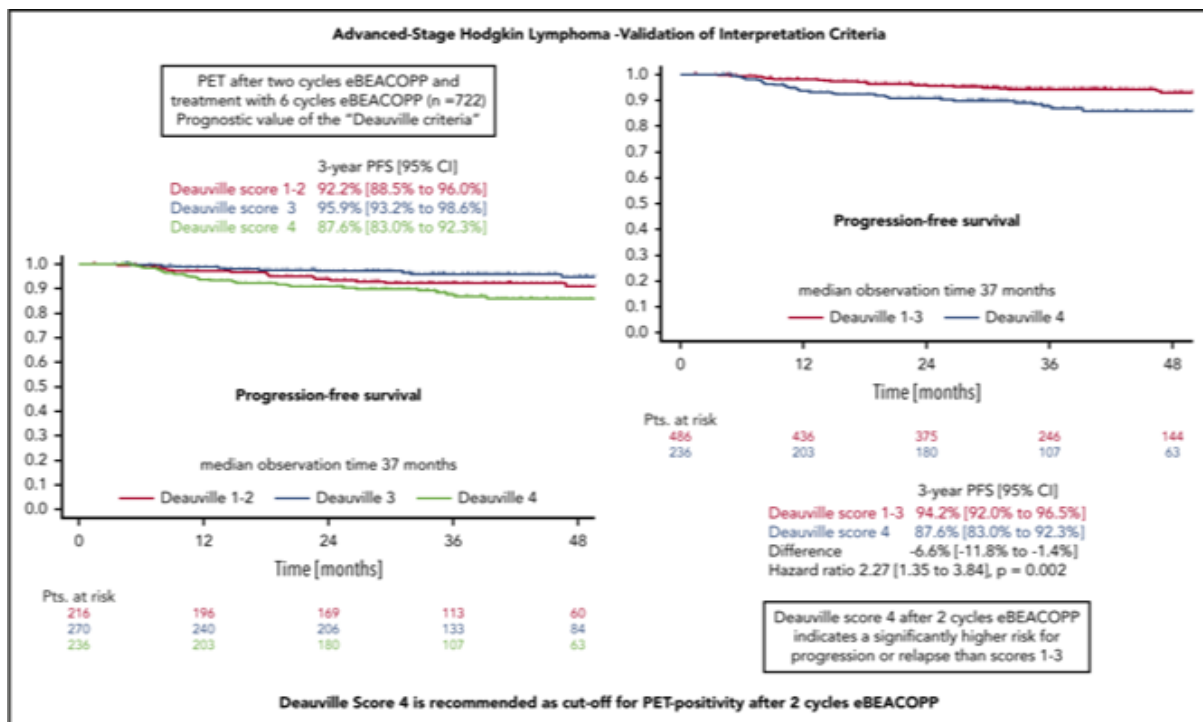 Advanced-Stage Hodgkin Lymphoma -Validation of Interpretation Criteria
PET after two cycles eBEACOPP and
treatment with 6 cycles eBEACOPP (n =722)
Prognostic value of the "Deauville criteria"
3-year PFS [95% CI]
Deauville score 1-2 92.2% [88.5% to 96.0%]
Deauville score 3 95.9% [93.2% to 98.6%]
Deauville score 4 87.6% [83.0% to 92.3%]
1.0
0.9
0.8
0.7
0.6
0.5
0.4
0.3
0.2
0.1
0.0
Progression-free survival
median observation time 37 months
Deauville 1-2 Deauville 3 Deauville 4
0 12 24 36 48
Time [months]
Pts. at risk
216 196 169 113 60
270 240 206 133 84
236 203 180 107 63
1.0
0.9
0.8
0.7
0.6
0.5
0.4
0.3
0.2
0.1
0.0
Progression-free survival
median observation time 37 months
Deauville 1-3 Deauville 4
0 12 24 36 48
Time [months]
Pts. at risk
486 436 375 246 144
236 203 180 107 63
3-year PFS [95% CI]
Deauville score 1-3 94.2% [92.0% to 96.5%]
Deauville score 4 87.6% [83.0% to 92.3%]
Difference -6.6% [-11.8% to -1.4%]
Hazard ratio 2.27 [1.35 to 3.84], p = 0.002
Deauville score 4 after 2 cycles eBEACOPP
indicates a significantly higher risk for
progression or relapse than scores 1-3
Deauville Score 4 is recommended as cut-off for PET-positivity after 2 cycles eBEACOPP